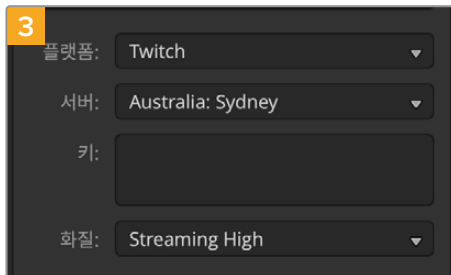 3
플랫폼: Twitch
서버: Australia: Sydney
키:
화질: Streaming High